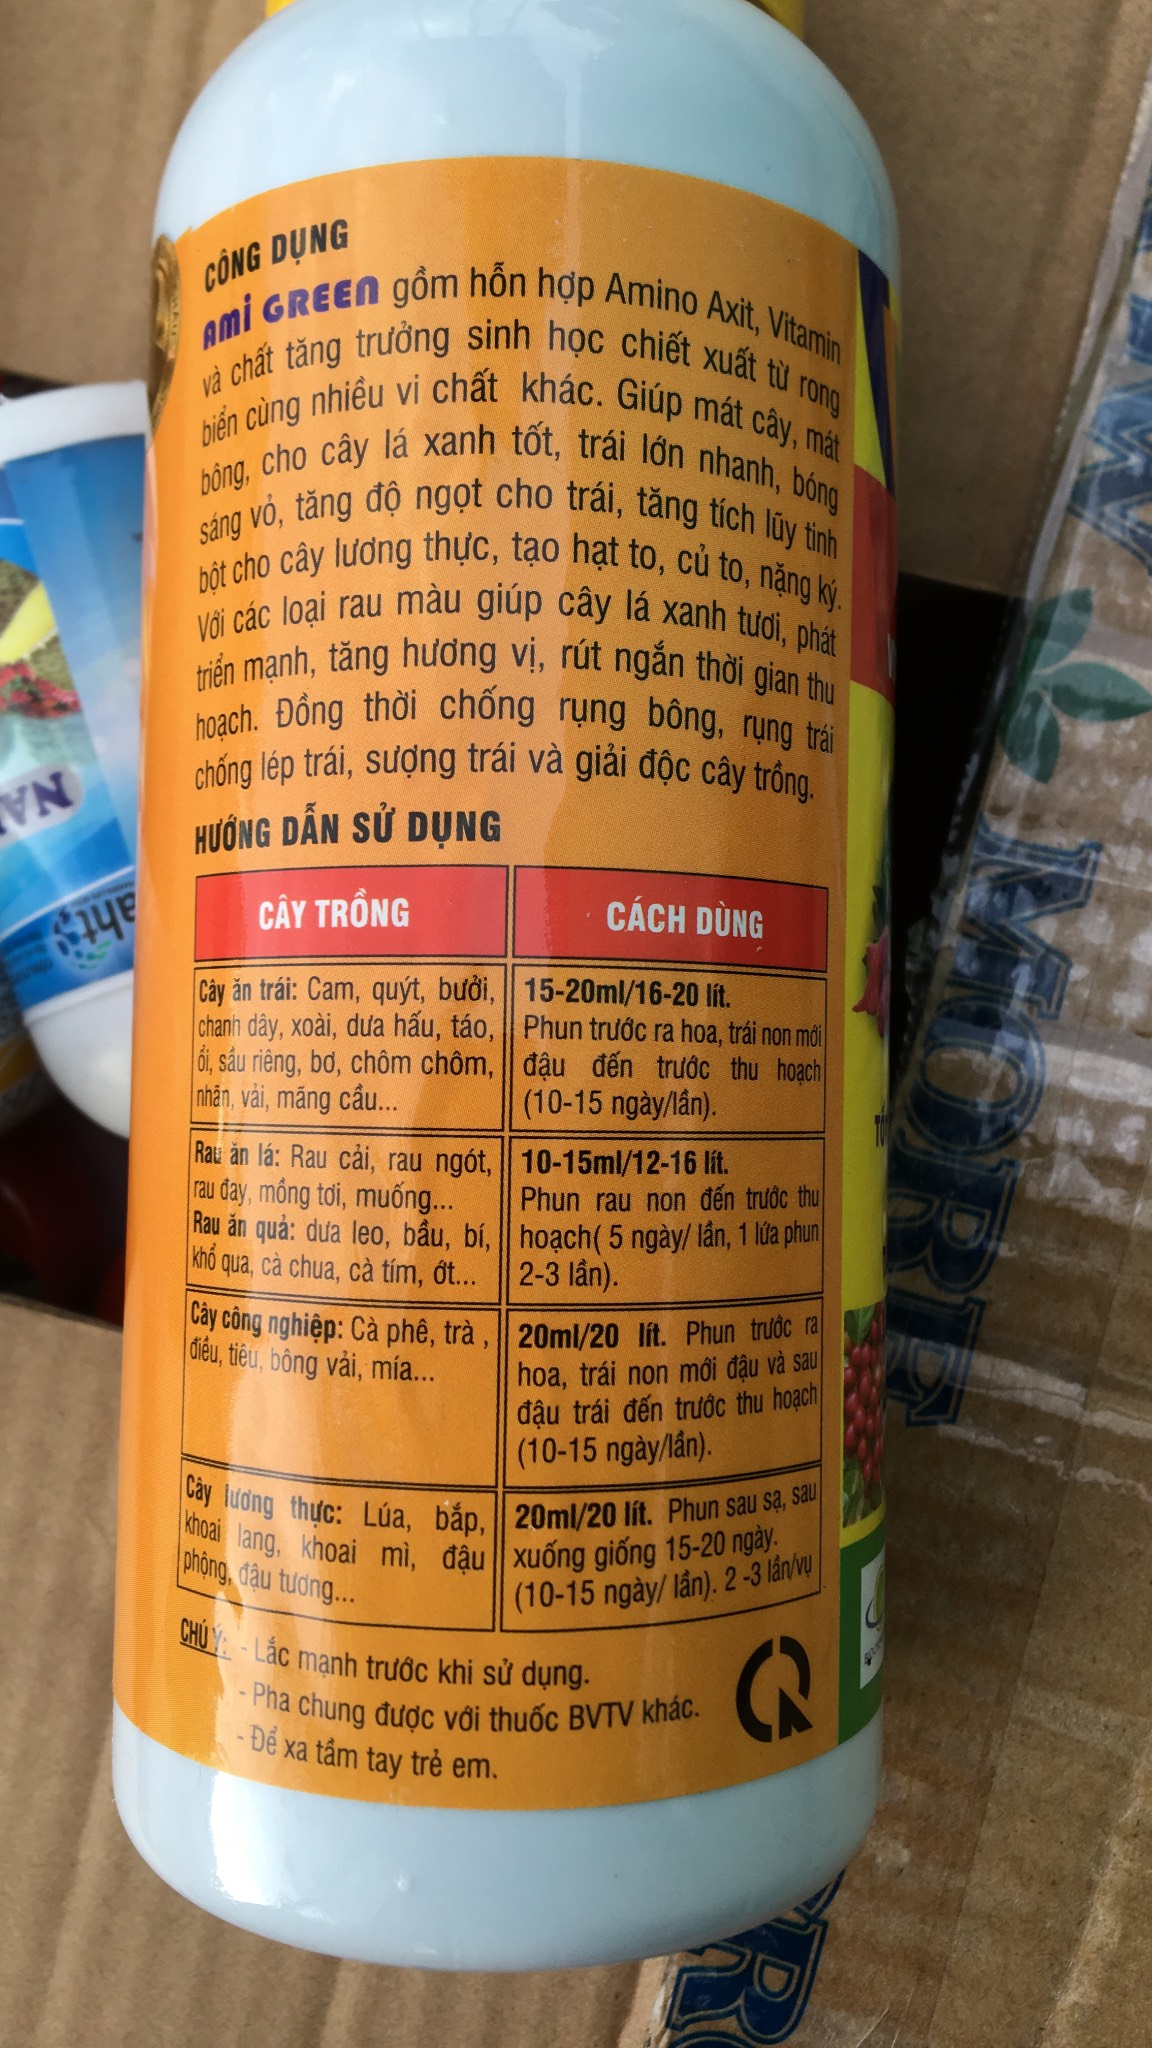 CÔNG DỤNG
AMI GREEN gồm hỗn hợp Amino Axit, Vitamin
và chất tăng trưởng sinh học chiết xuất từ rong
biển cùng nhiều vi chất khác. Giúp mát cây, mát
bông, cho cây lá xanh tốt, trái lớn nhanh, bóng
sáng vỏ, tăng độ ngọt cho trái, tăng tích lũy tinh
bột cho cây lương thực, tạo hạt to, củ to, nặng ký.
Với các loại rau màu giúp cây lá xanh tươi, phát
triển mạnh, tăng hương vị, rút ngắn thời gian thu
hoạch. Đồng thời chống rụng bông, rụng trái
chống lép trái, sượng trái và giải độc cây trồng.
HƯỚNG DẪN SỬ DỤNG
CÂY TRỒNG
CÁCH DÙNG
Cây ăn trái: Cam, quýt, bưởi,
chanh dây, xoài, dưa hấu, táo,
ổi, sầu riêng, bơ, chôm chôm,
nhãn, vải, mãng cầu...
15-20ml/16-20 lít.
Phun trước ra hoa, trái non mới
đậu đến trước thu hoạch
(10-15 ngày/lần).
Rau ăn lá: Rau cải, rau ngót,
rau đay, mồng tơi, muống...
Rau ăn quả: dưa leo, bầu, bí,
khổ qua, cà chua, cà tím, ớt...
10-15ml/12-16 lít.
Phun rau non đến trước thu
hoạch( 5 ngày/ lần, 1 lứa phun
2-3 lần).
Cây công nghiệp: Cà phê, trà ,
điều, tiêu, bông vải, mía...
20ml/20 lít. Phun trước ra
hoa, trái non mới đậu và sau
đậu trái đến trước thu hoạch
(10-15 ngày/lần).
Cây lương thực: Lúa, bắp,
khoai lang, khoai mì, đậu
phộng, đậu tương...
20ml/20 lít. Phun sau sạ, sau
xuống giống 15-20 ngày.
(10-15 ngày/ lần). 2 -3 lần/vụ
CHÚ Ý: - Lắc mạnh trước khi sử dụng.
- Pha chung được với thuốc BVTV khác.
- Để xa tầm tay trẻ em.
MORE